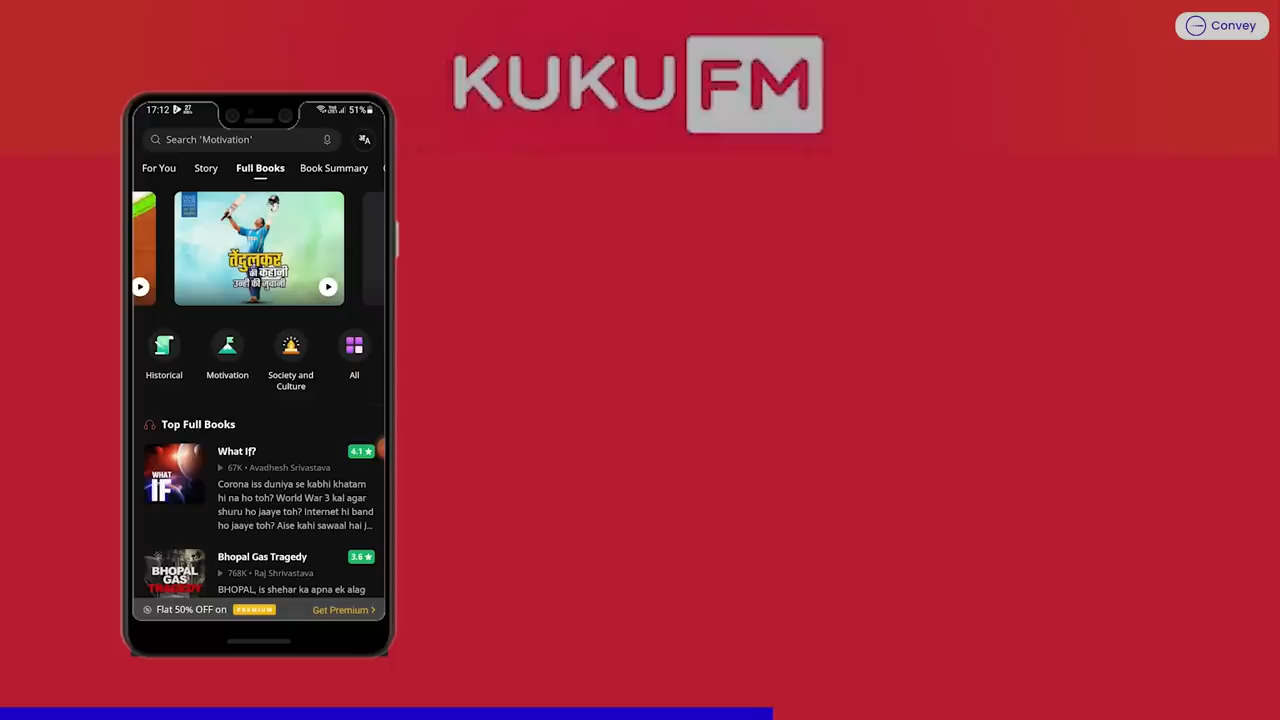 Convey
KUKU FM
17:12
51%
Search 'Motivation'
For You Story Full Books Book Summary
तेंदुलकर
की कहानी
उन्हीं की जुबानी
Historical Motivation Society and Culture All
Top Full Books
What If? 4.1 ★
67K • Avadhesh Srivastava
Corona iss duniya se kabhi khatam
hi na ho toh? World War 3 kal agar
shuru ho jaaye toh? Internet hi band
ho jaaye toh? Aise kahi sawaal hai j...
WHAT
IF
Bhopal Gas Tragedy 3.6 ★
768K • Raj Shrivastava
BHOPAL, is shehar ka apna ek alag
BHOPAL
GAS
TRAGEDY
Flat 50% OFF on PREMIUM Get Premium >